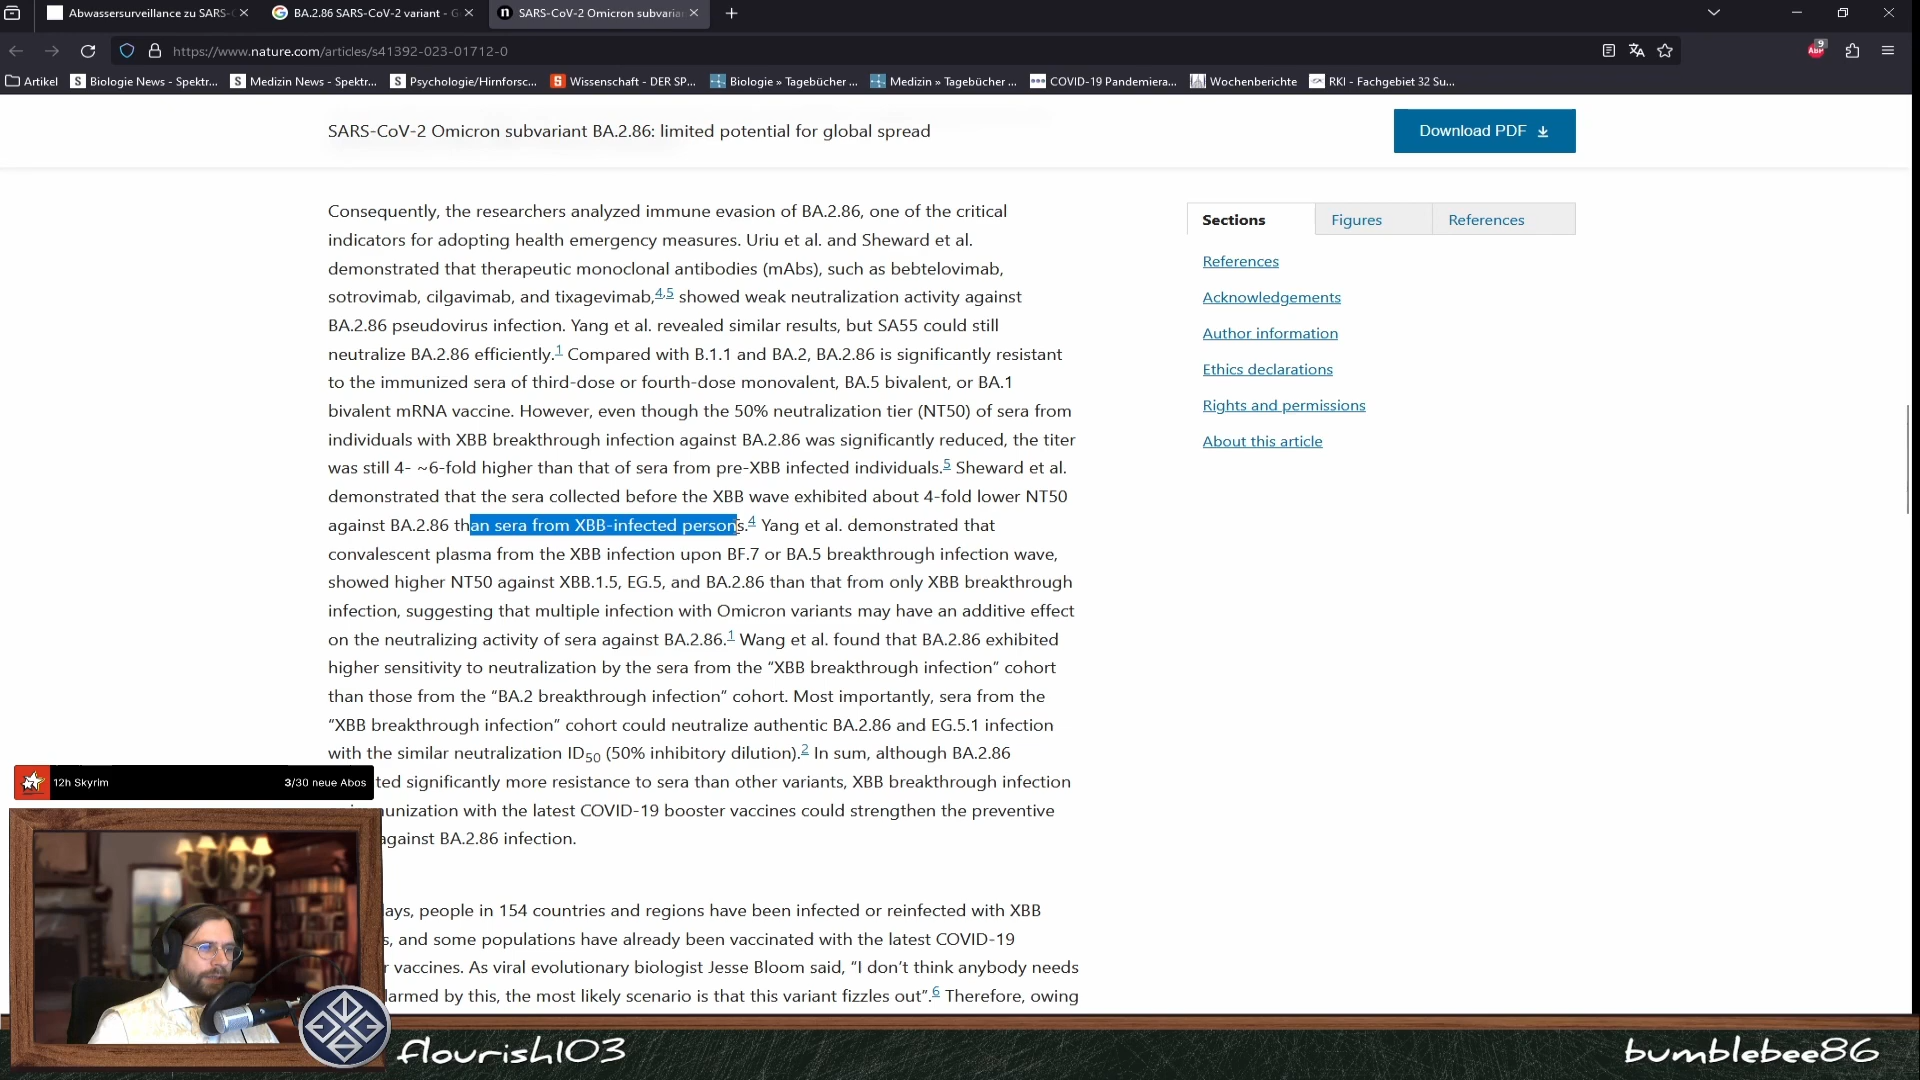 Abwassersurveillance zu SARS-C
BA.2.86 SARS-CoV-2 variant - G
SARS-CoV-2 Omicron subvaria
https://www.nature.com/articles/s41392-023-01712-0
ABP
9
Artikel
S Biologie News - Spektr...
S Medizin News - Spektr...
S Psychologie/Hirnforsc...
S Wissenschaft - DER SP...
Biologie » Tagebücher ...
Medizin » Tagebücher ...
COVID-19 Pandemiera...
Wochenberichte
RKI - Fachgebiet 32 Su...
SARS-CoV-2 Omicron subvariant BA.2.86: limited potential for global spread
Download PDF
Consequently, the researchers analyzed immune evasion of BA.2.86, one of the critical
indicators for adopting health emergency measures. Uriu et al. and Sheward et al.
demonstrated that therapeutic monoclonal antibodies (mAbs), such as bebtelovimab,
sotrovimab, cilgavimab, and tixagevimab,4,5 showed weak neutralization activity against
BA.2.86 pseudovirus infection. Yang et al. revealed similar results, but SA55 could still
neutralize BA.2.86 efficiently.1 Compared with B.1.1 and BA.2, BA.2.86 is significantly resistant
to the immunized sera of third-dose or fourth-dose monovalent, BA.5 bivalent, or BA.1
bivalent mRNA vaccine. However, even though the 50% neutralization tier (NT50) of sera from
individuals with XBB breakthrough infection against BA.2.86 was significantly reduced, the titer
was still 4- ~6-fold higher than that of sera from pre-XBB infected individuals.5 Sheward et al.
demonstrated that the sera collected before the XBB wave exhibited about 4-fold lower NT50
against BA.2.86 than sera from XBB-infected persons.4 Yang et al. demonstrated that
convalescent plasma from the XBB infection upon BF.7 or BA.5 breakthrough infection wave,
showed higher NT50 against XBB.1.5, EG.5, and BA.2.86 than that from only XBB breakthrough
infection, suggesting that multiple infection with Omicron variants may have an additive effect
on the neutralizing activity of sera against BA.2.86.1 Wang et al. found that BA.2.86 exhibited
higher sensitivity to neutralization by the sera from the “XBB breakthrough infection” cohort
than those from the “BA.2 breakthrough infection” cohort. Most importantly, sera from the
“XBB breakthrough infection” cohort could neutralize authentic BA.2.86 and EG.5.1 infection
with the similar neutralization ID50 (50% inhibitory dilution).2 In sum, although BA.2.86
ted significantly more resistance to sera than other variants, XBB breakthrough infection
unization with the latest COVID-19 booster vaccines could strengthen the preventive
against BA.2.86 infection.
ays, people in 154 countries and regions have been infected or reinfected with XBB
s, and some populations have already been vaccinated with the latest COVID-19
r vaccines. As viral evolutionary biologist Jesse Bloom said, “I don’t think anybody needs
larmed by this, the most likely scenario is that this variant fizzles out”.6 Therefore, owing
Sections
Figures
References
References
Acknowledgements
Author information
Ethics declarations
Rights and permissions
About this article
12h Skyrim
3/30 neue Abos
flourish103
bumblebee86